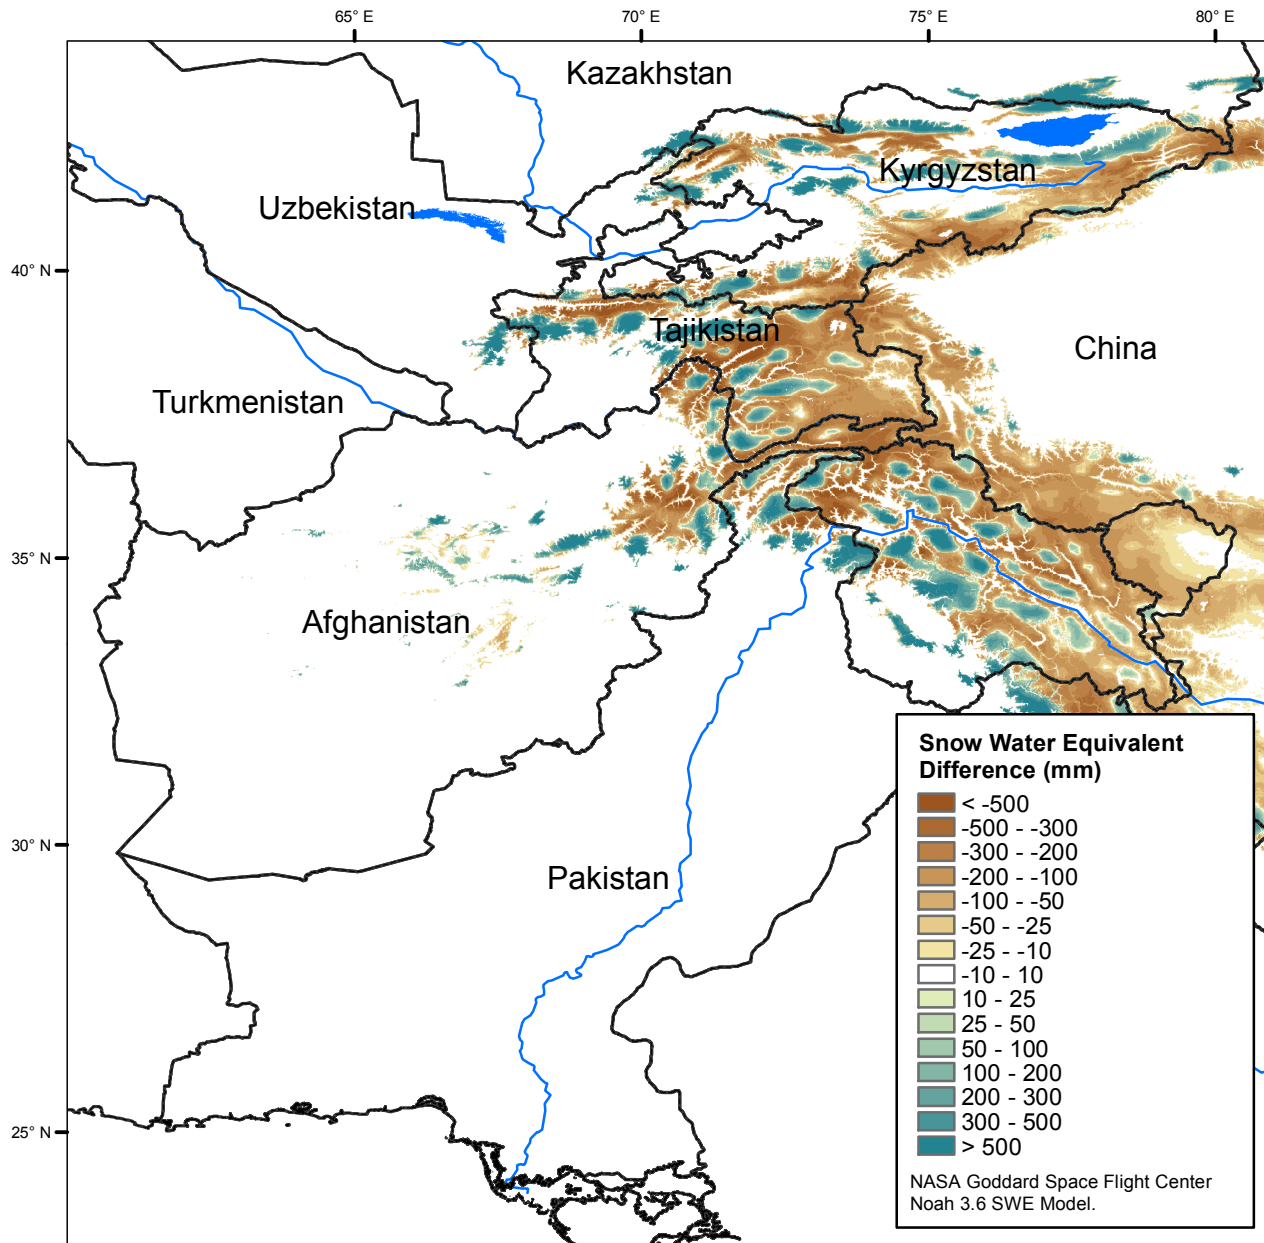 65° E
70° E
75° E
80° E
Kazakhstan
Kyrgyzstan
Uzbekistan
40° N
Tajikistan
China
Turkmenistan
35° N
Afghanistan
Snow Water Equivalent
Difference (mm)
< -500
-500 - -300
-300 - -200
-200 - -100
-100 - -50
-50 - -25
-25 - -10
-10 - 10
10 - 25
25 - 50
50 - 100
100 - 200
200 - 300
300 - 500
> 500
NASA Goddard Space Flight Center
Noah 3.6 SWE Model.
30° N
Pakistan
25° N